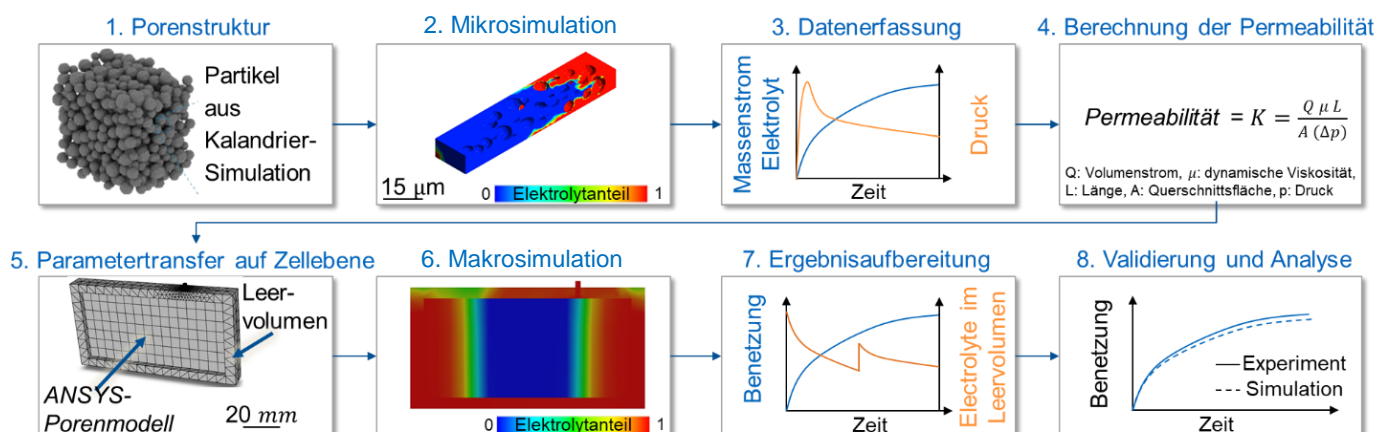 1. Porenstruktur
Partikel
aus
Kalandrier-
Simulation
2. Mikrosimulation
15 μm
0 Elektrolytanteil 1
3. Datenerfassung
Massenstrom
Elektrolyt
Druck
Zeit
4. Berechnung der Permeabilität
Permeabilität = K = Q μ L / A (Δp)
Q: Volumenstrom, μ: dynamische Viskosität,
L: Länge, A: Querschnittsfläche, p: Druck
5. Parametertransfer auf Zellebene
Leer-
volumen
ANSYS-
Porenmodell
20 mm
6. Makrosimulation
0 Elektrolytanteil 1
7. Ergebnisaufbereitung
Benetzung
Electrolyte im
Leervolumen
Zeit
8. Validierung und Analyse
Benetzung
Experiment
Simulation
Zeit